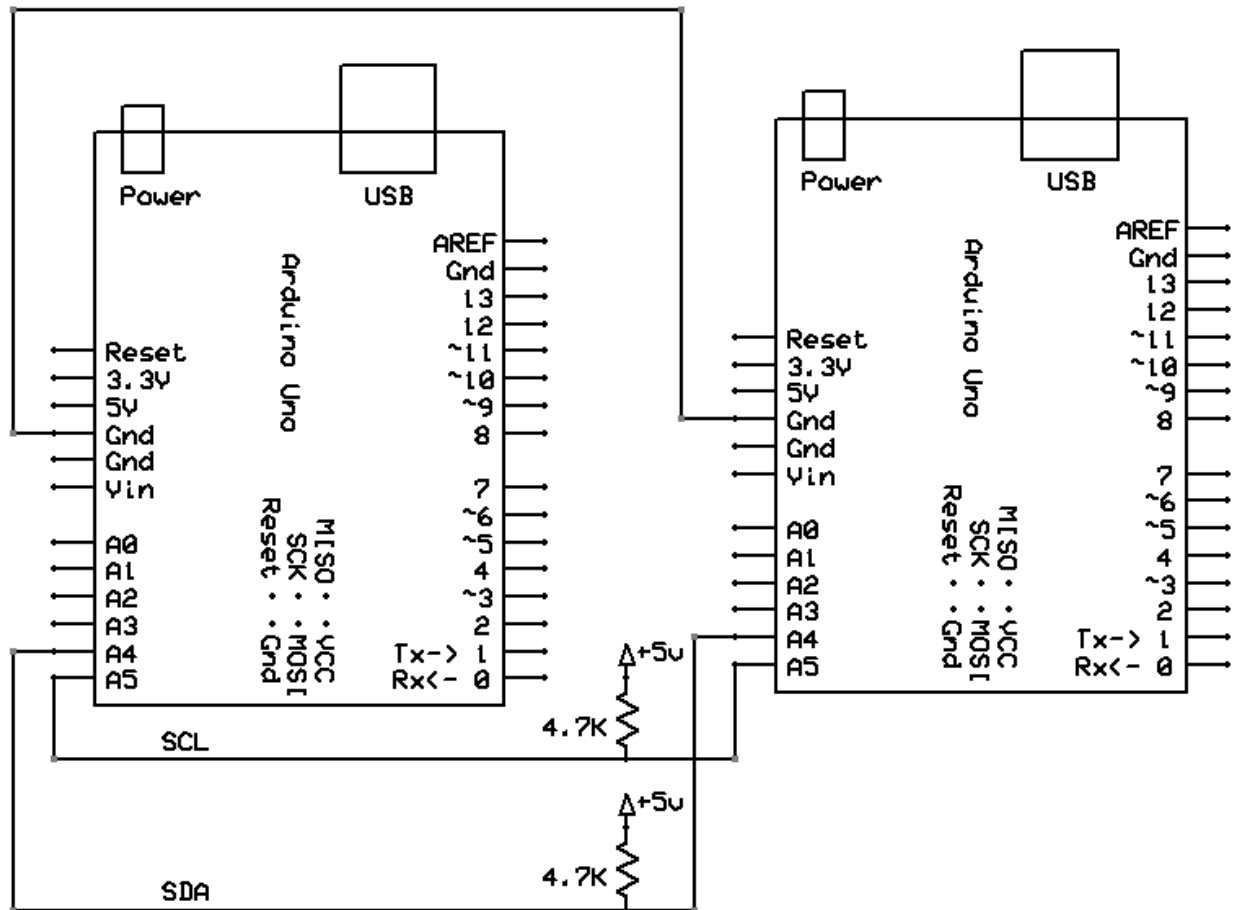 Power
USB
Arduino Uno
AREF
Gnd
13
12
~11
~10
~9
8
7
~6
~5
4
~3
2
Tx-> 1
Rx<- 0
Reset
3.3V
5V
Gnd
Gnd
Vin
A0
A1
A2
A3
A4
A5
MISO · · VCC
SCK · · MOSI
Reset · · Gnd
Power
USB
Arduino Uno
AREF
Gnd
13
12
~11
~10
~9
8
7
~6
~5
4
~3
2
Tx-> 1
Rx<- 0
Reset
3.3V
5V
Gnd
Gnd
Vin
A0
A1
A2
A3
A4
A5
MISO · · VCC
SCK · · MOSI
Reset · · Gnd
+5v
4.7K
SCL
+5v
4.7K
SDA